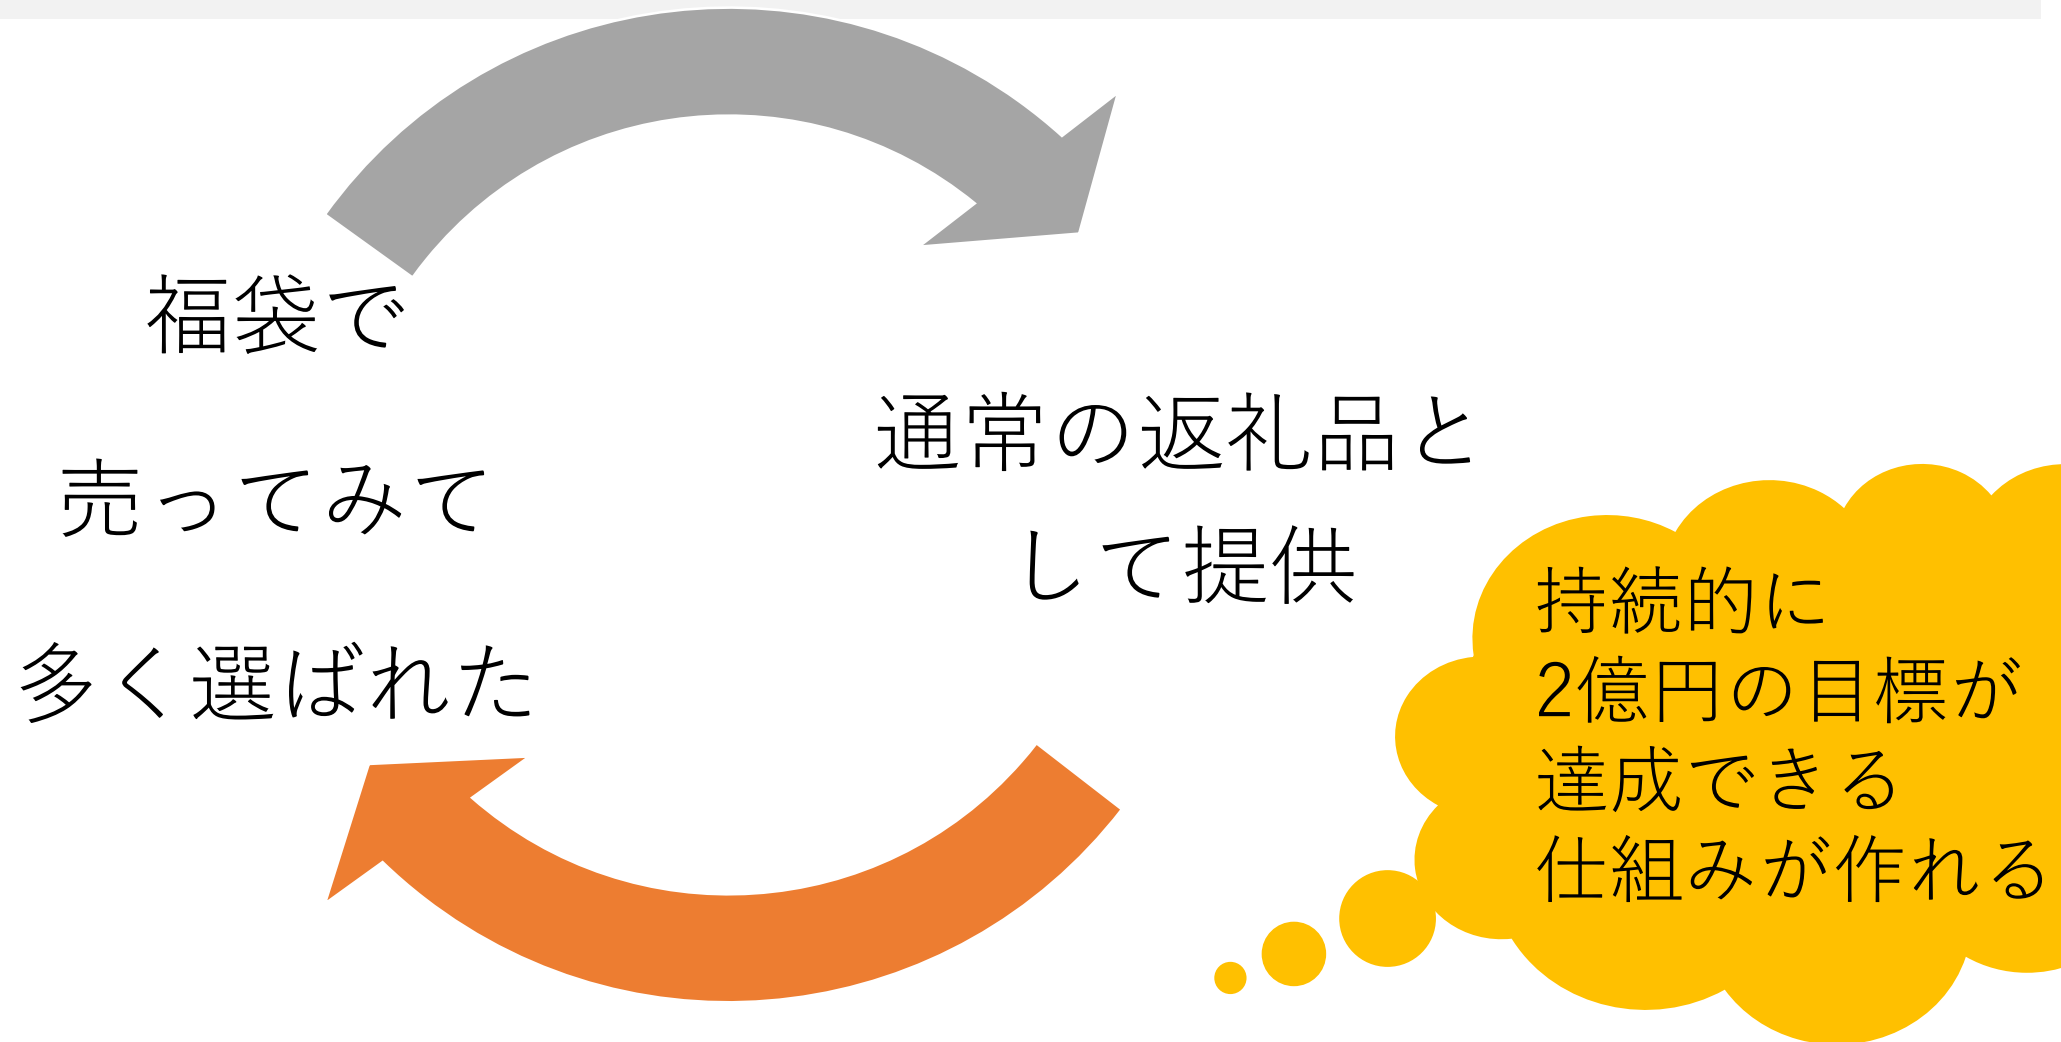 福袋で
売ってみて
多く選ばれた
通常の返礼品と
して提供
持続的に
2億円の目標が
達成できる
仕組みが作れる